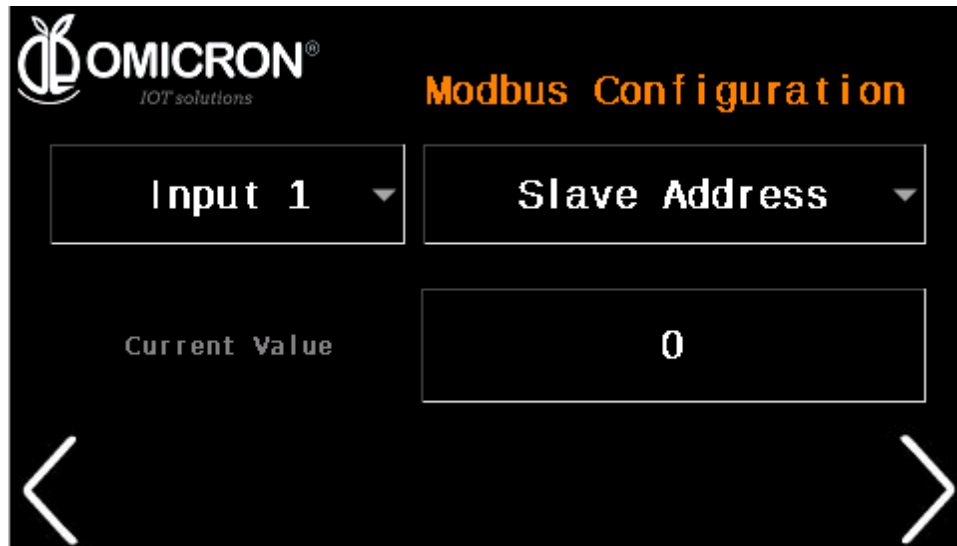 OMICRON®
IOT solutions
Modbus Configuration
Input 1
Slave Address
Current Value
0